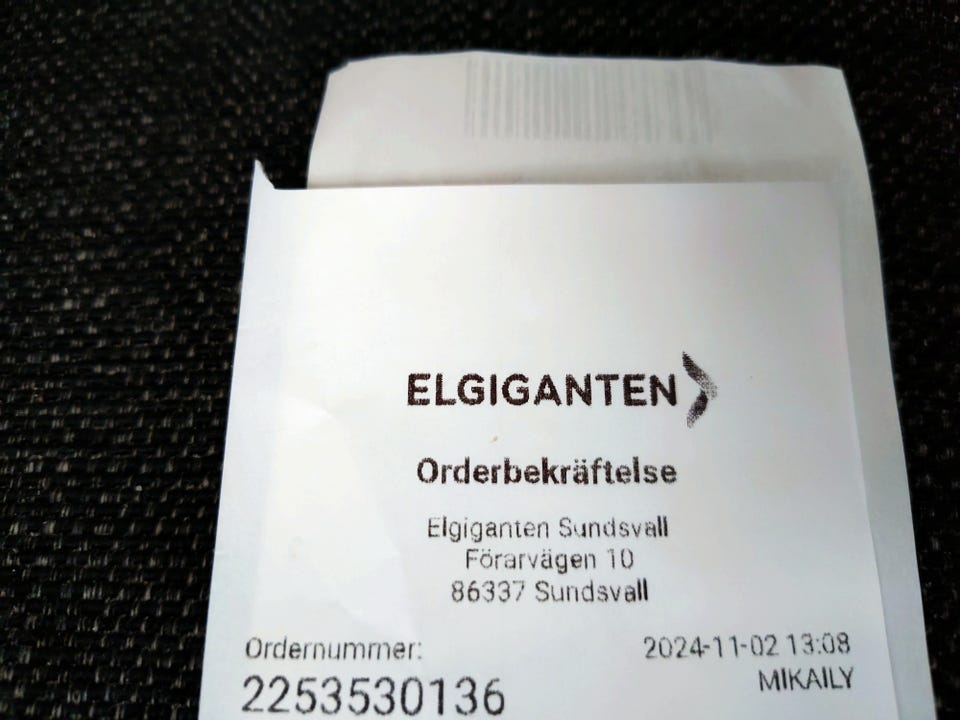 ELGIGANTEN
Orderbekräftelse
Elgiganten Sundsvall
Förarvägen 10
86337 Sundsvall
Ordernummer:
2253530136
2024-11-02 13:08
MIKAILY